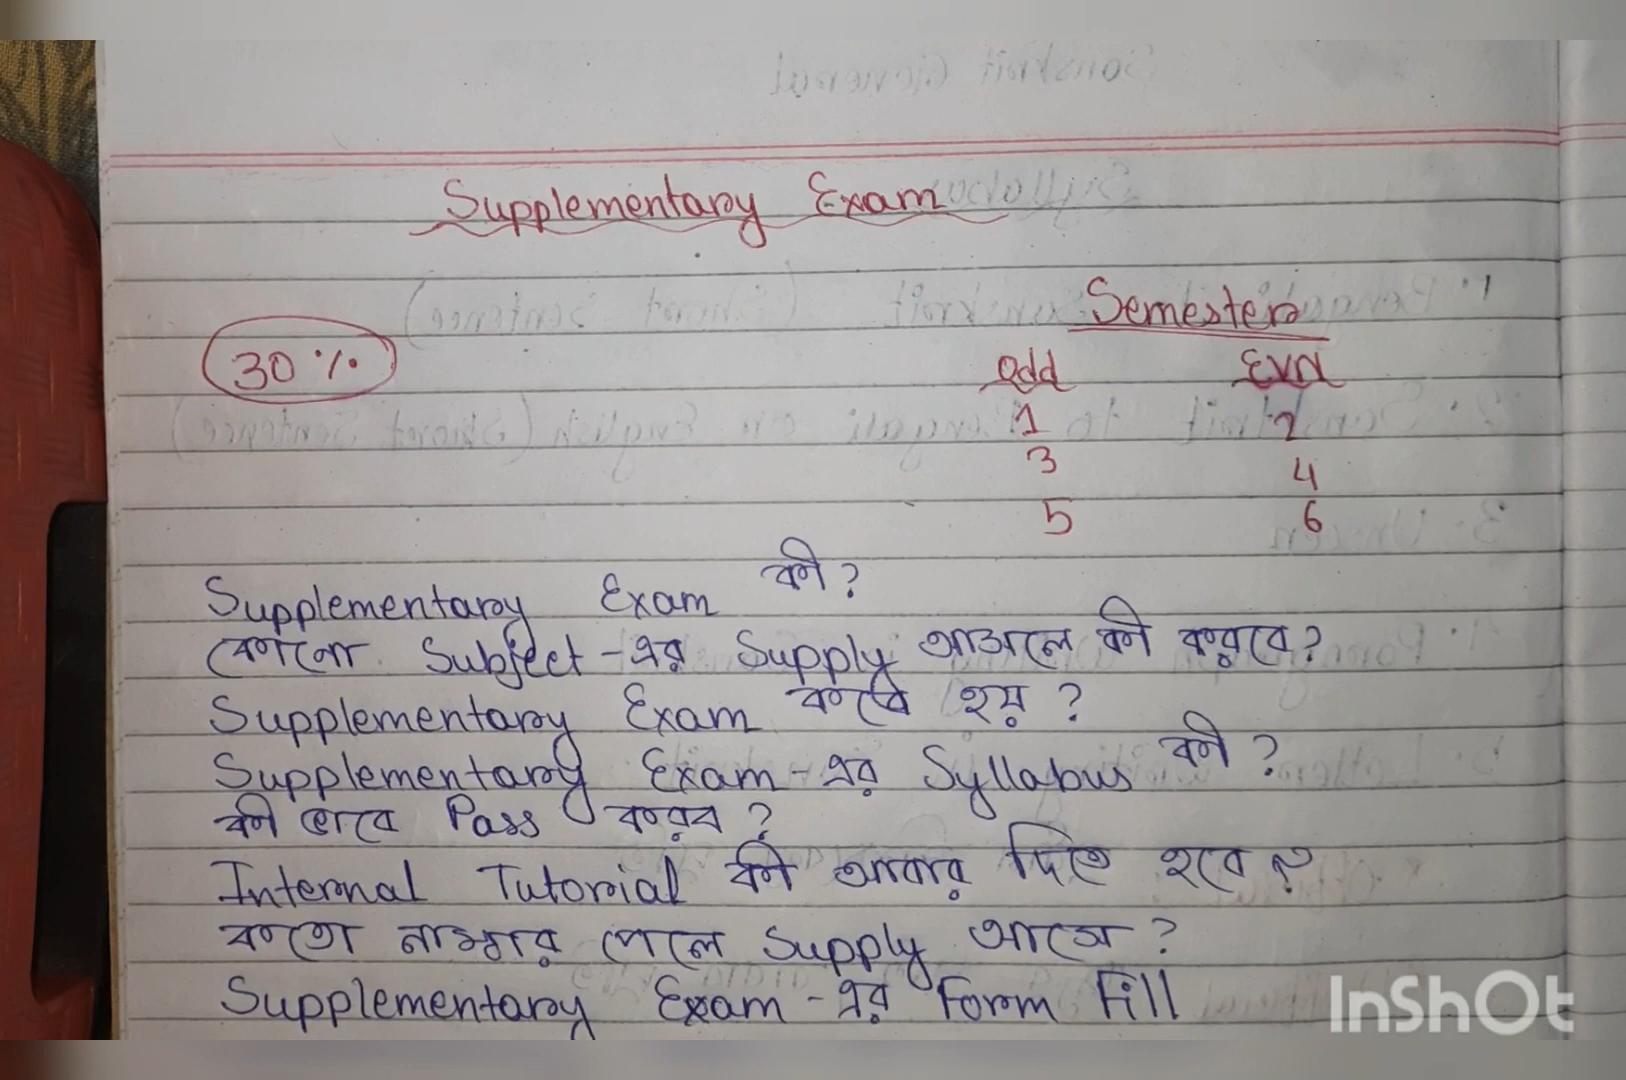 Supplementary Exam
Semester
30%
Odd EVN
1 2
3 4
5 6
Supplementary Exam কী?
কোনো Subject-এর Supply আসলে কী করবে?
Supplementary Exam কবে হয়?
Supplementary Exam-এর Syllabus কী?
কী ভাবে Pass করব?
Internal Tutorial কী আবার দিতে হবে?
কতো নাম্বার পেলে Supply আসে?
Supplementary Exam-এর Form Fill
InShOt